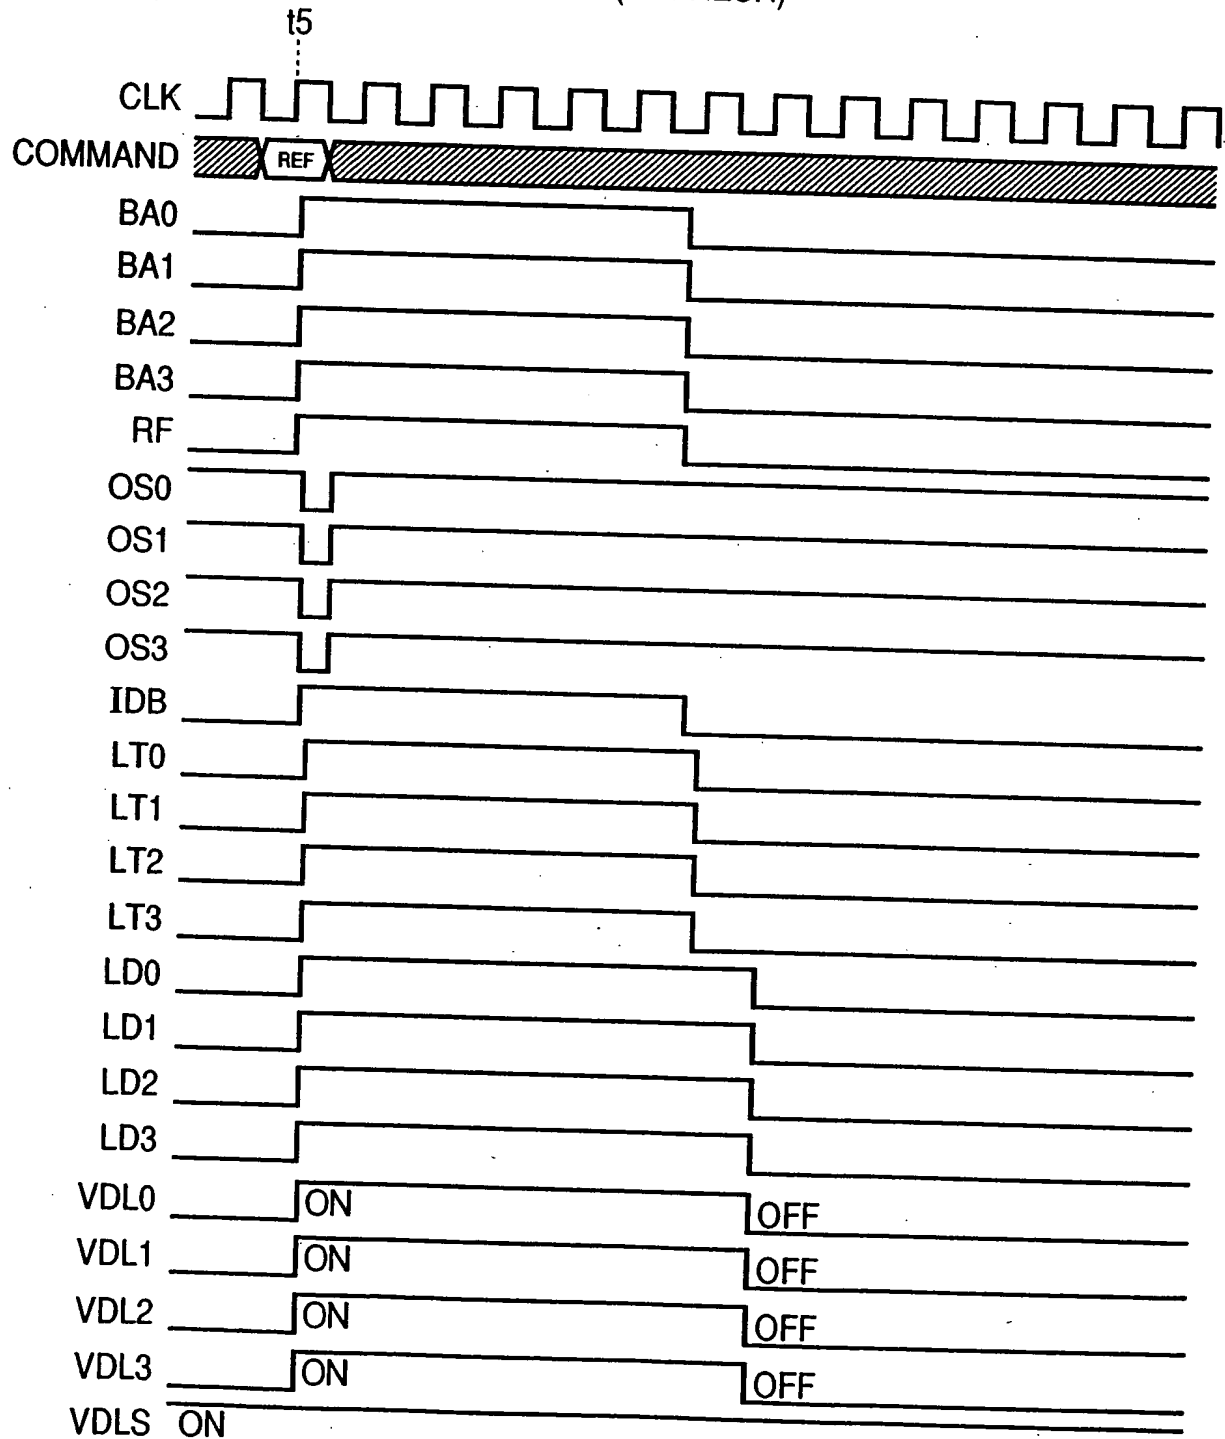 t5
CLK
COMMAND REF
BA0
BA1
BA2
BA3
RF
OS0
OS1
OS2
OS3
IDB
LT0
LT1
LT2
LT3
LD0
LD1
LD2
LD3
VDL0 ON OFF
VDL1 ON OFF
VDL2 ON OFF
VDL3 ON OFF
VDLS ON